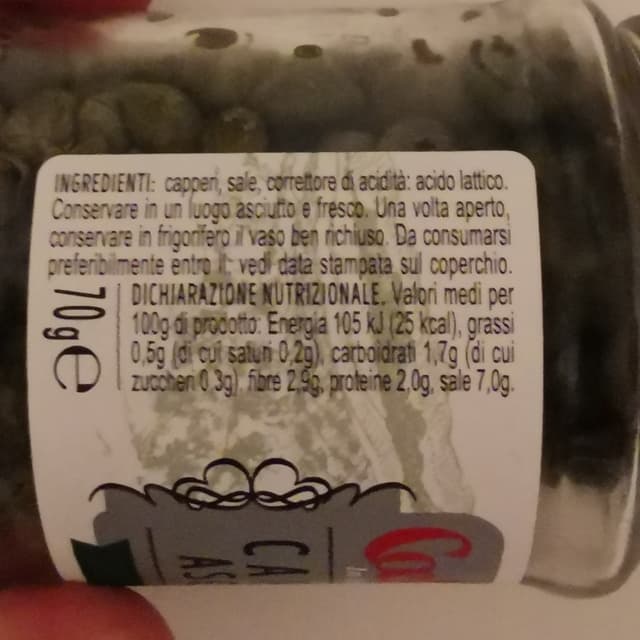 INGREDIENTI: capperi, sale, correttore di acidità: acido lattico.
Conservare in un luogo asciutto e fresco. Una volta aperto,
conservare in frigorifero il vaso ben richiuso. Da consumarsi
preferibilmente entro il: vedi data stampata sul coperchio.
70g e
DICHIARAZIONE NUTRIZIONALE. Valori medi per
100g di prodotto: Energia 105 kJ (25 kcal), grassi
0,5g (di cui saturi 0,2g), carboidrati 1,7g (di cui
zuccheri 0,3g), fibre 2,9g, proteine 2,0g, sale 7,0g.